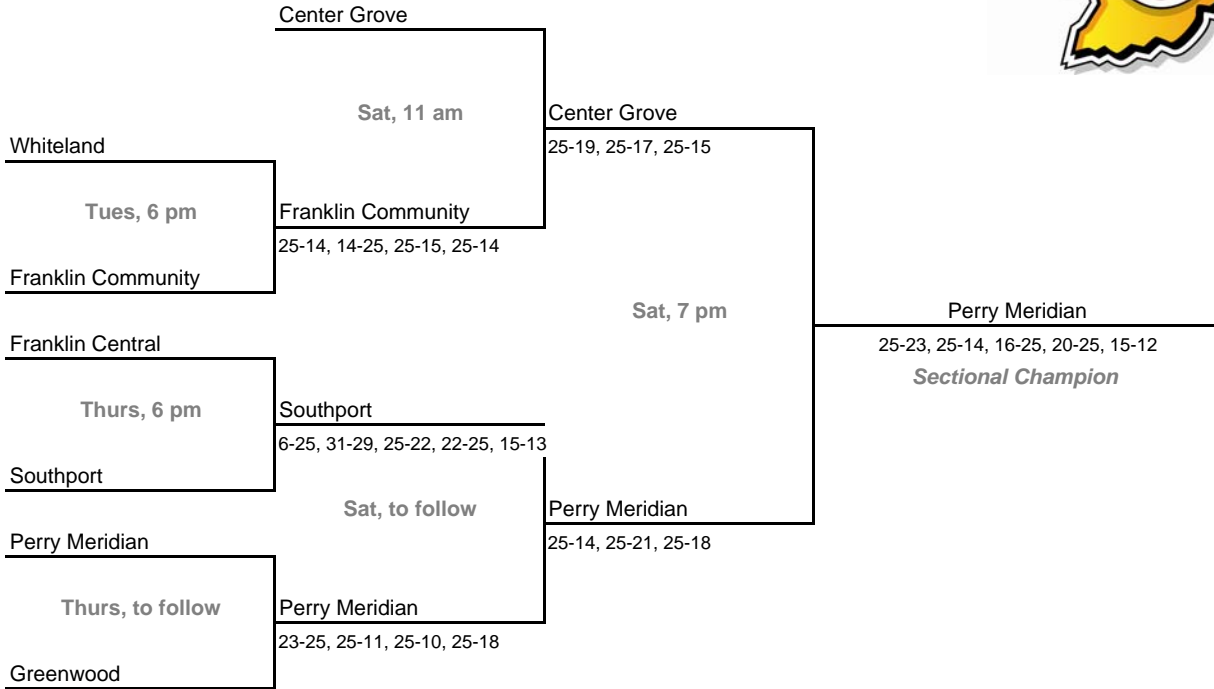 Center Grove
Sat, 11 am
Center Grove
Whiteland
25-19, 25-17, 25-15
Tues, 6 pm
Franklin Community
25-14, 14-25, 25-15, 25-14
Franklin Community
Sat, 7 pm
Perry Meridian
Franklin Central
25-23, 25-14, 16-25, 20-25, 15-12
Sectional Champion
Thurs, 6 pm
Southport
6-25, 31-29, 25-22, 22-25, 15-13
Southport
Sat, to follow
Perry Meridian
Perry Meridian
25-14, 25-21, 25-18
Thurs, to follow
Perry Meridian
23-25, 25-11, 25-10, 25-18
Greenwood